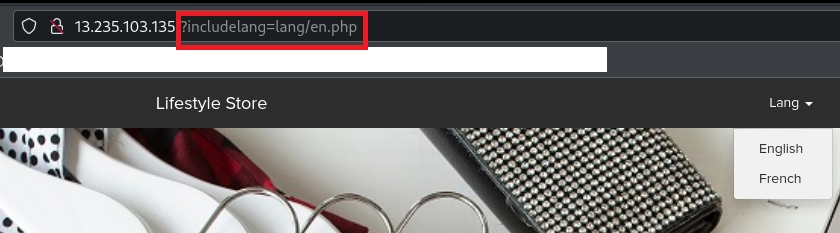 13.235.103.135/?includelang=lang/en.php
Lifestyle Store
Lang
English
French